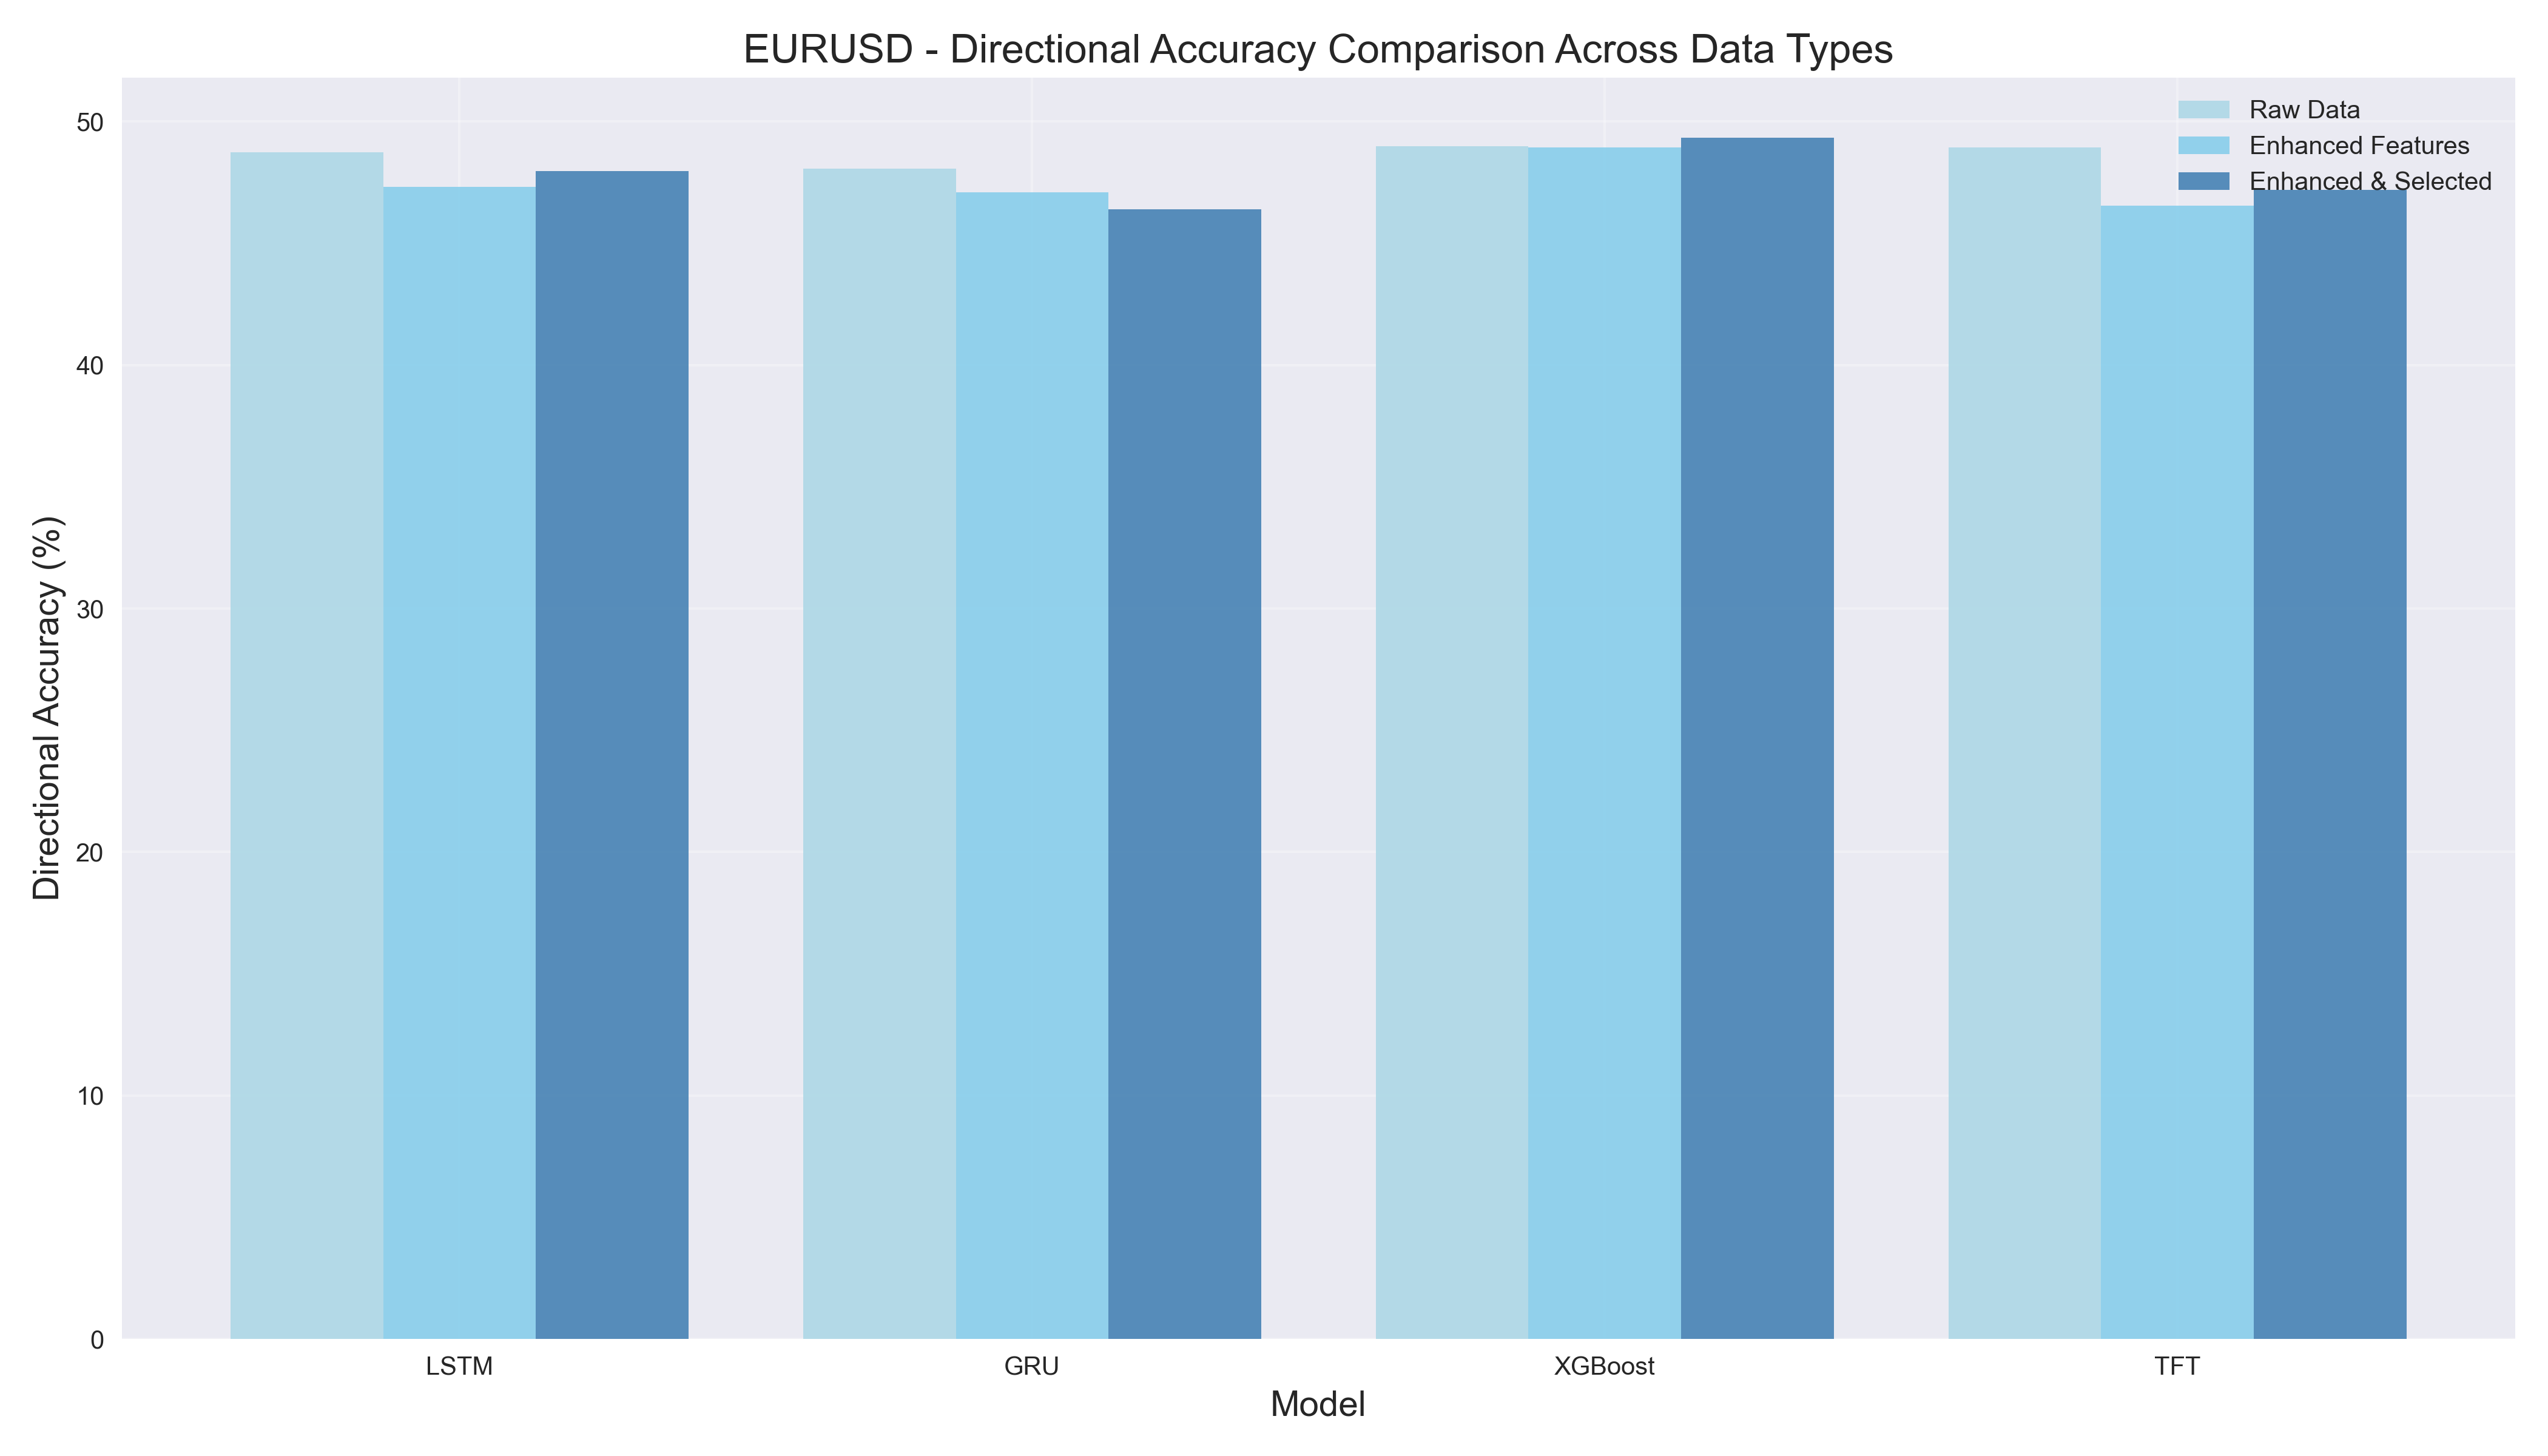 EURUSD - Directional Accuracy Comparison Across Data Types
Raw Data
Enhanced Features
Enhanced & Selected
Directional Accuracy (%)
50
40
30
20
10
0
LSTM GRU XGBoost TFT
Model